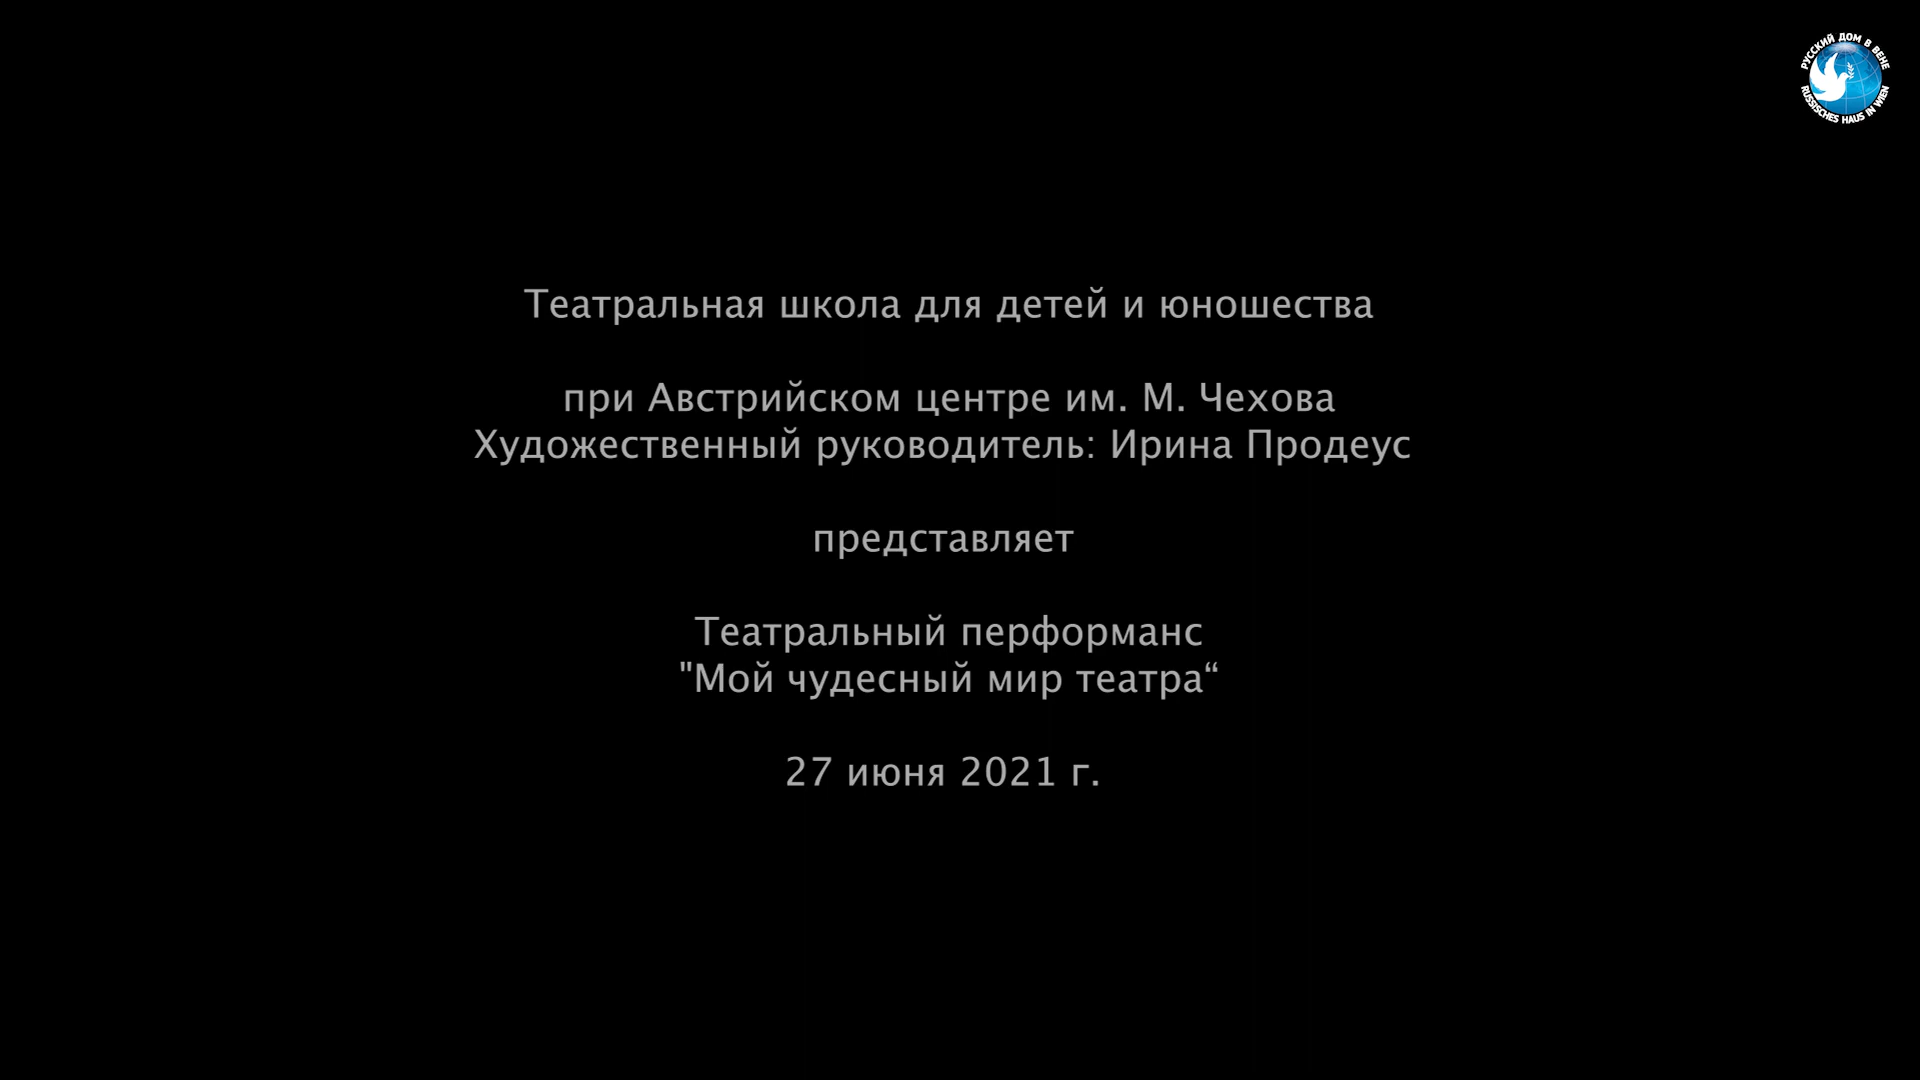 РУССКИЙ ДОМ В ВЕНЕ
RUSSISCHES HAUS IN WIEN
Театральная школа для детей и юношества
при Австрийском центре им. М. Чехова
Художественный руководитель: Ирина Продеус
представляет
Театральный перформанс
"Мой чудесный мир театра“
27 июня 2021 г.